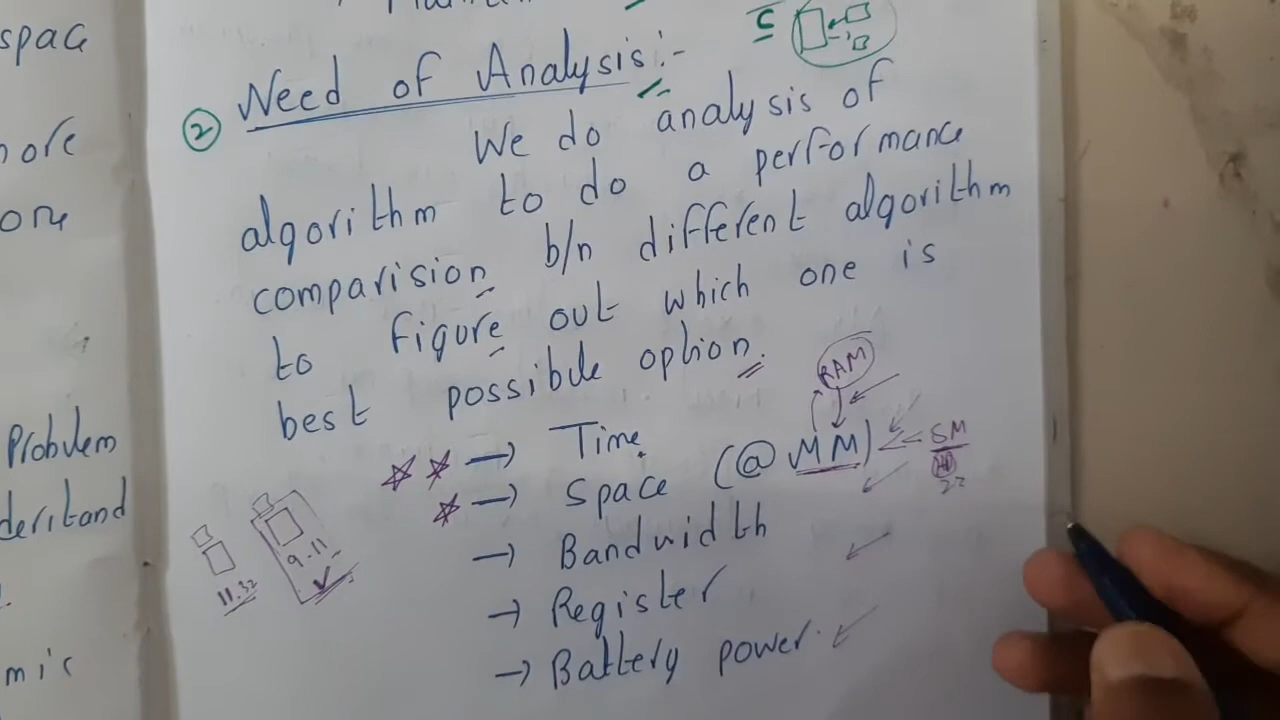 spac
② Need of Analysis :-
We do analysis of
algorithm to do a performance
comparision b/n different algorithm
to figure out which one is
best possible option.
RAM
→ Time
→ Space (@ MM) SM
HD
→ Bandwidth
→ Register
→ Battery power.
11.32
9.11
Problem
derstand
mic